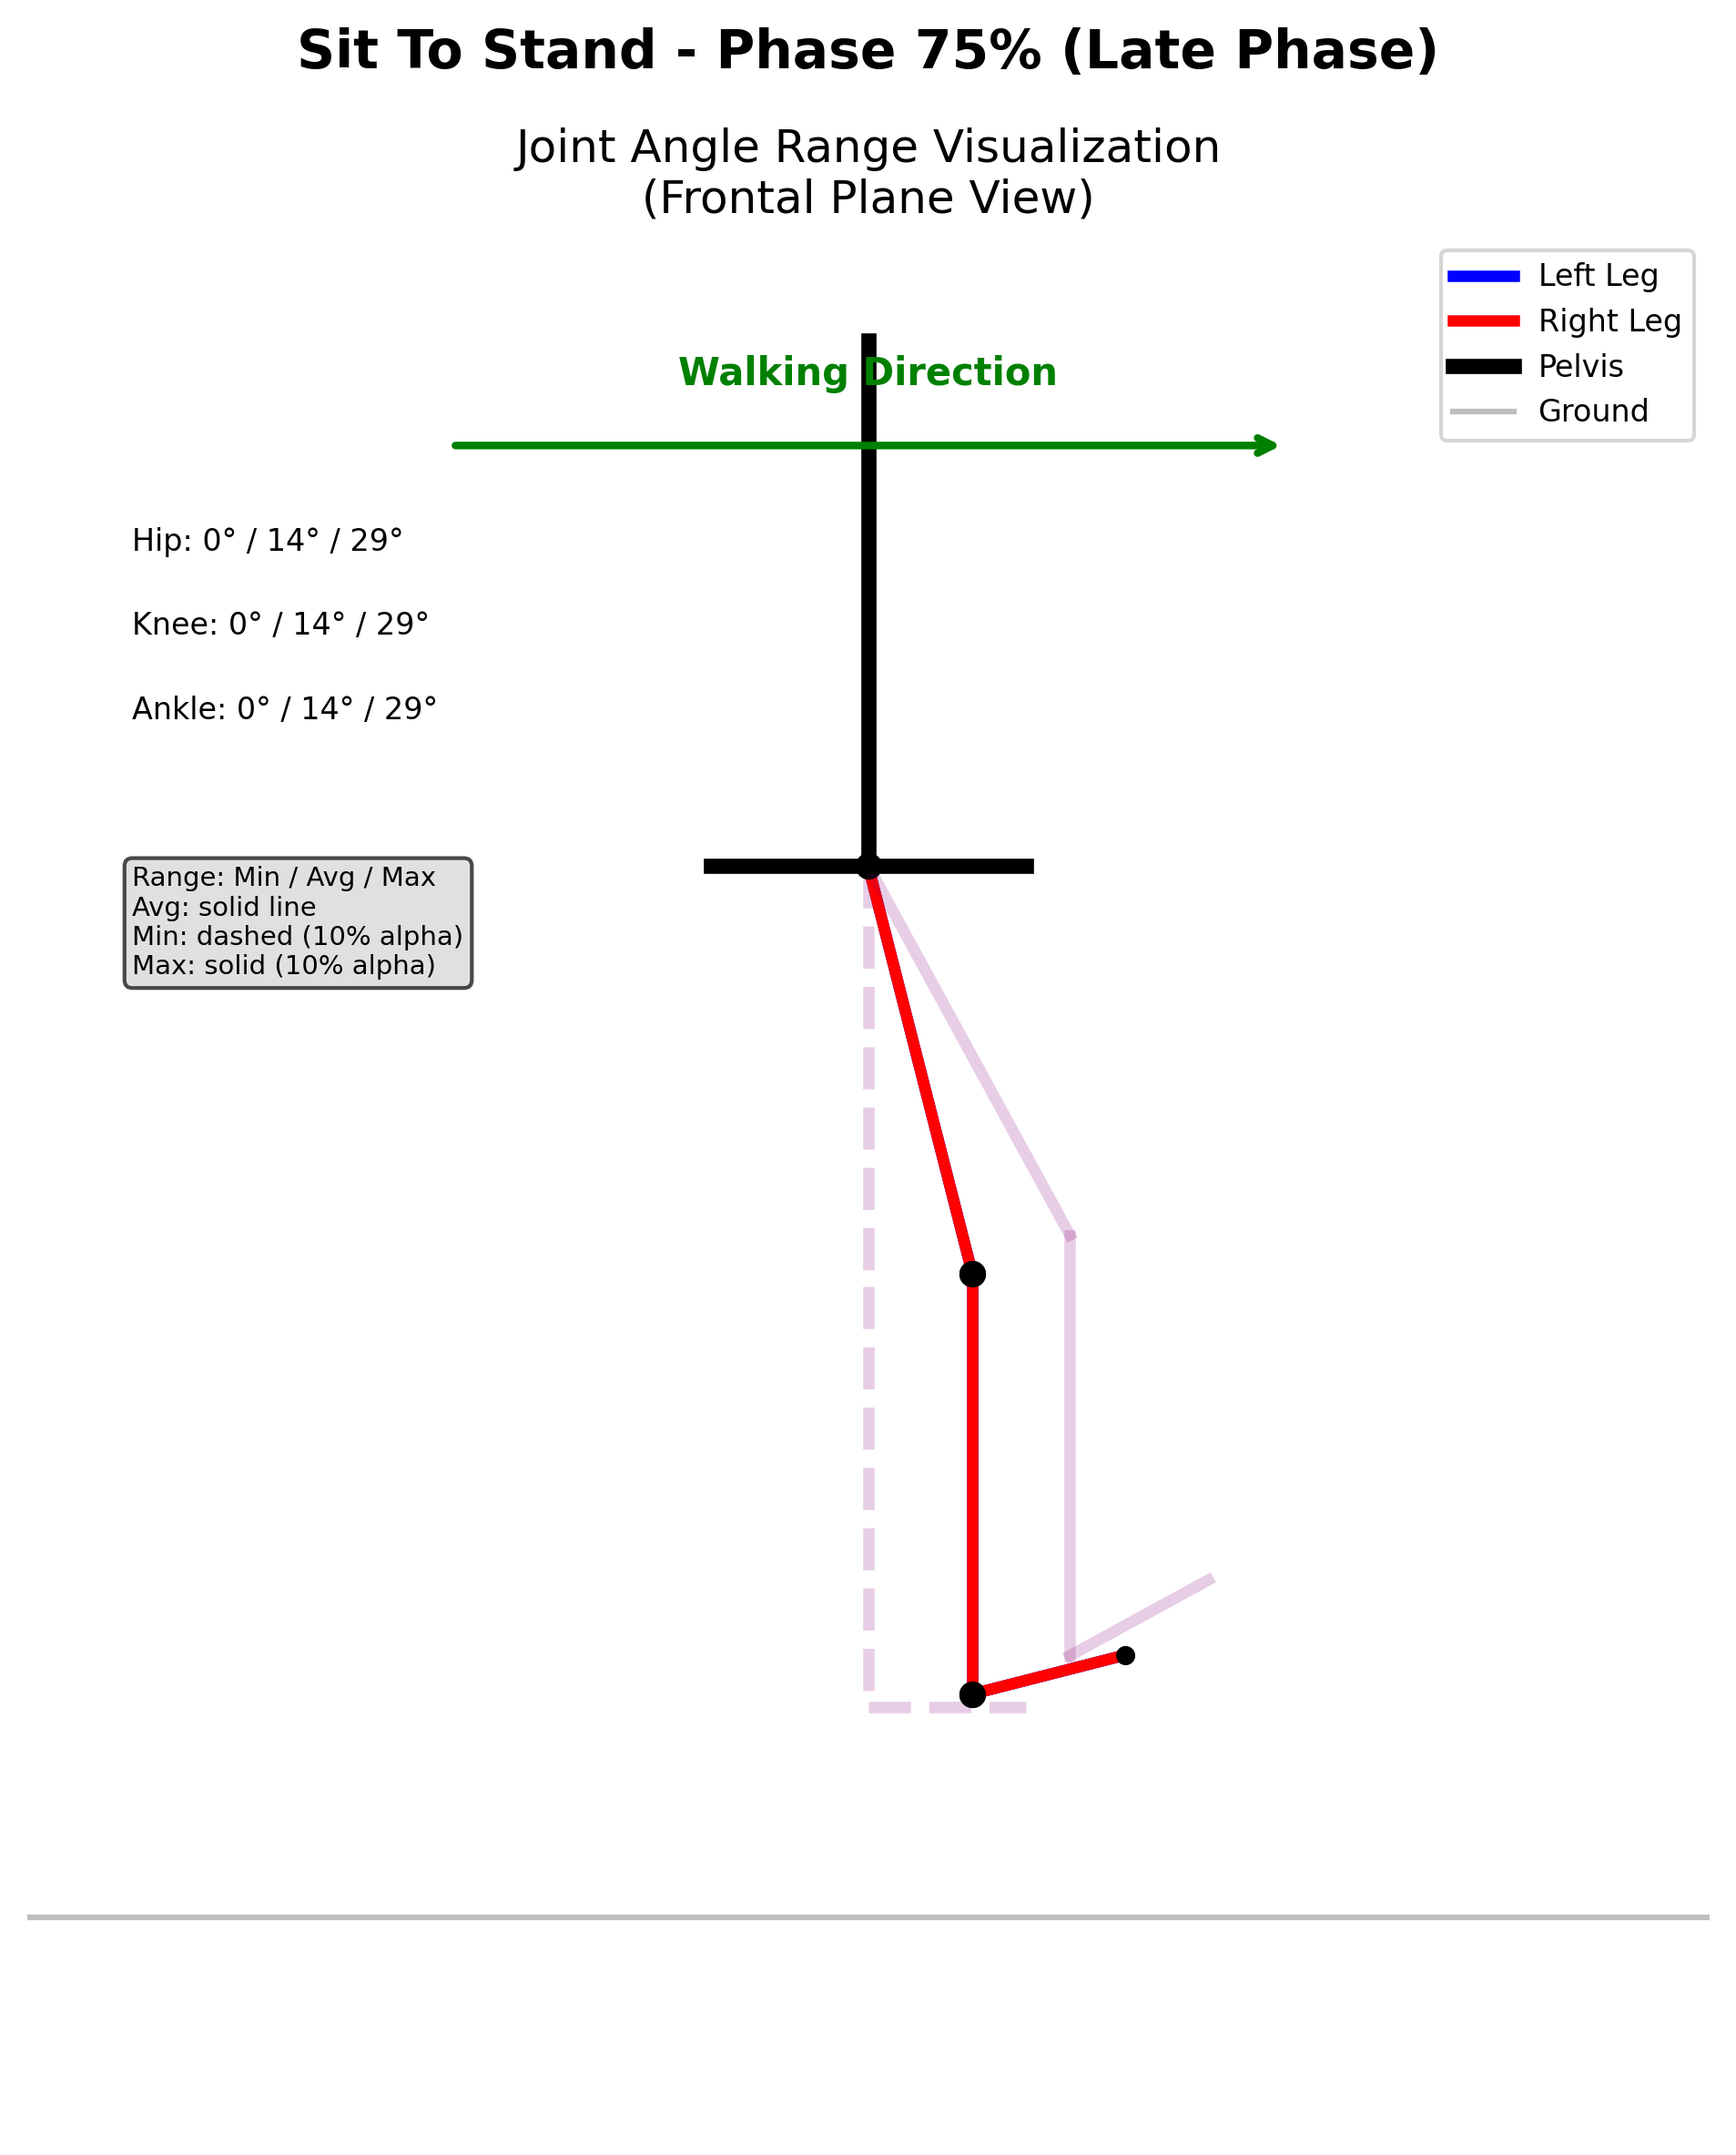 Sit To Stand - Phase 75% (Late Phase)
Joint Angle Range Visualization
(Frontal Plane View)
Left Leg
Right Leg
Pelvis
Ground
Walking Direction
Hip: 0° / 14° / 29°
Knee: 0° / 14° / 29°
Ankle: 0° / 14° / 29°
Range: Min / Avg / Max
Avg: solid line
Min: dashed (10% alpha)
Max: solid (10% alpha)